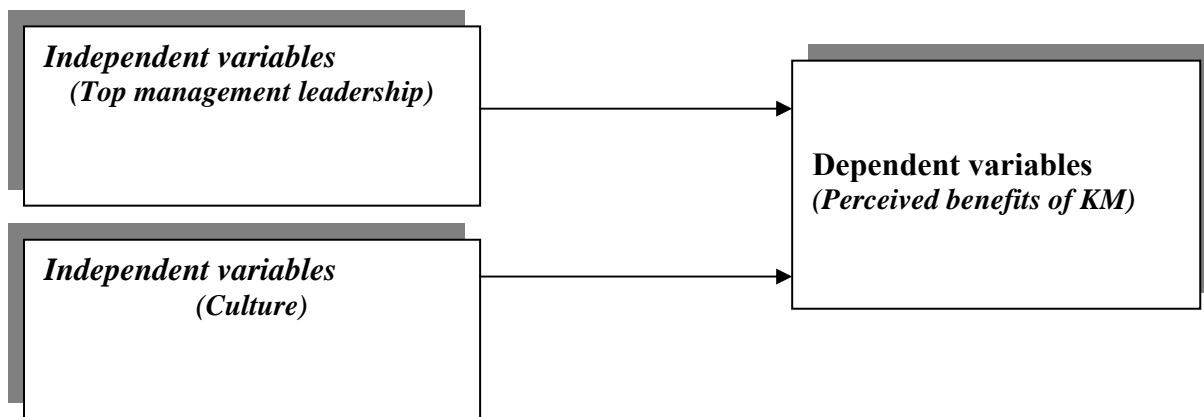 Independent variables
(Top management leadership)
Dependent variables
(Perceived benefits of KM)
Independent variables
(Culture)